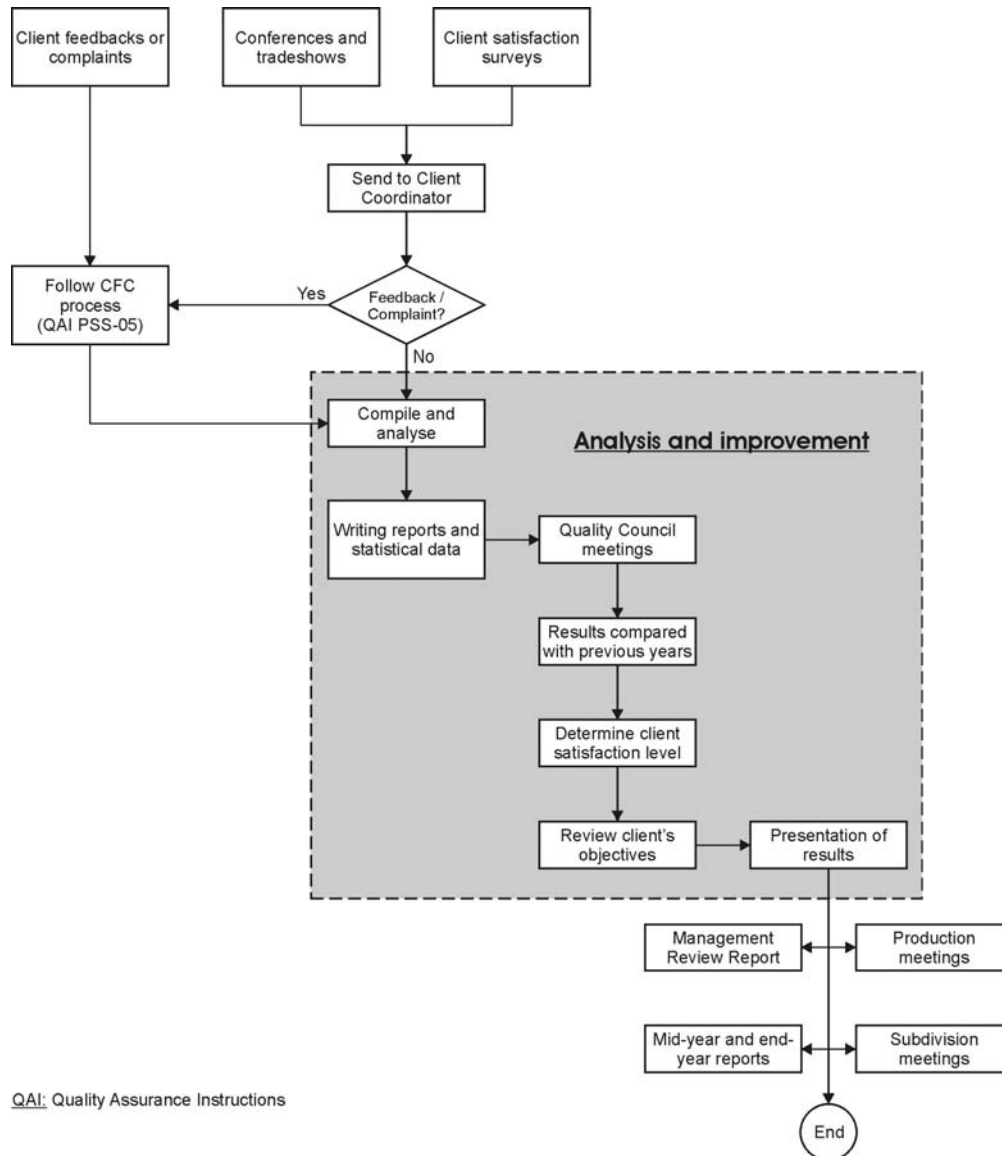 Client feedbacks or
complaints
Conferences and
tradeshows
Client satisfaction
surveys
Send to Client
Coordinator
Follow CFC
process
(QAI PSS-05)
Yes
Feedback /
Complaint?
No
Compile and
analyse
Analysis and improvement
Writing reports and
statistical data
Quality Council
meetings
Results compared
with previous years
Determine client
satisfaction level
Review client's
objectives
Presentation of
results
Management
Review Report
Production
meetings
Mid-year and end-
year reports
Subdivision
meetings
QAI: Quality Assurance Instructions
End